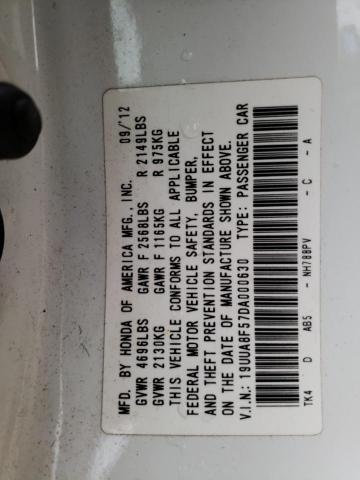 MFD. BY HONDA OF AMERICA MFG., INC. 09/'12
GVWR 4696LBS GAWR F 2568LBS R 2149LBS
GVWR 2130KG GAWR F 1165KG R 975KG
THIS VEHICLE CONFORMS TO ALL APPLICABLE
FEDERAL MOTOR VEHICLE SAFETY, BUMPER,
AND THEFT PREVENTION STANDARDS IN EFFECT
ON THE DATE OF MANUFACTURE SHOWN ABOVE.
V.I.N.: 19UUA8F57DA000630 TYPE: PASSENGER CAR
TK4 D AB5 - NH788PV - C - A